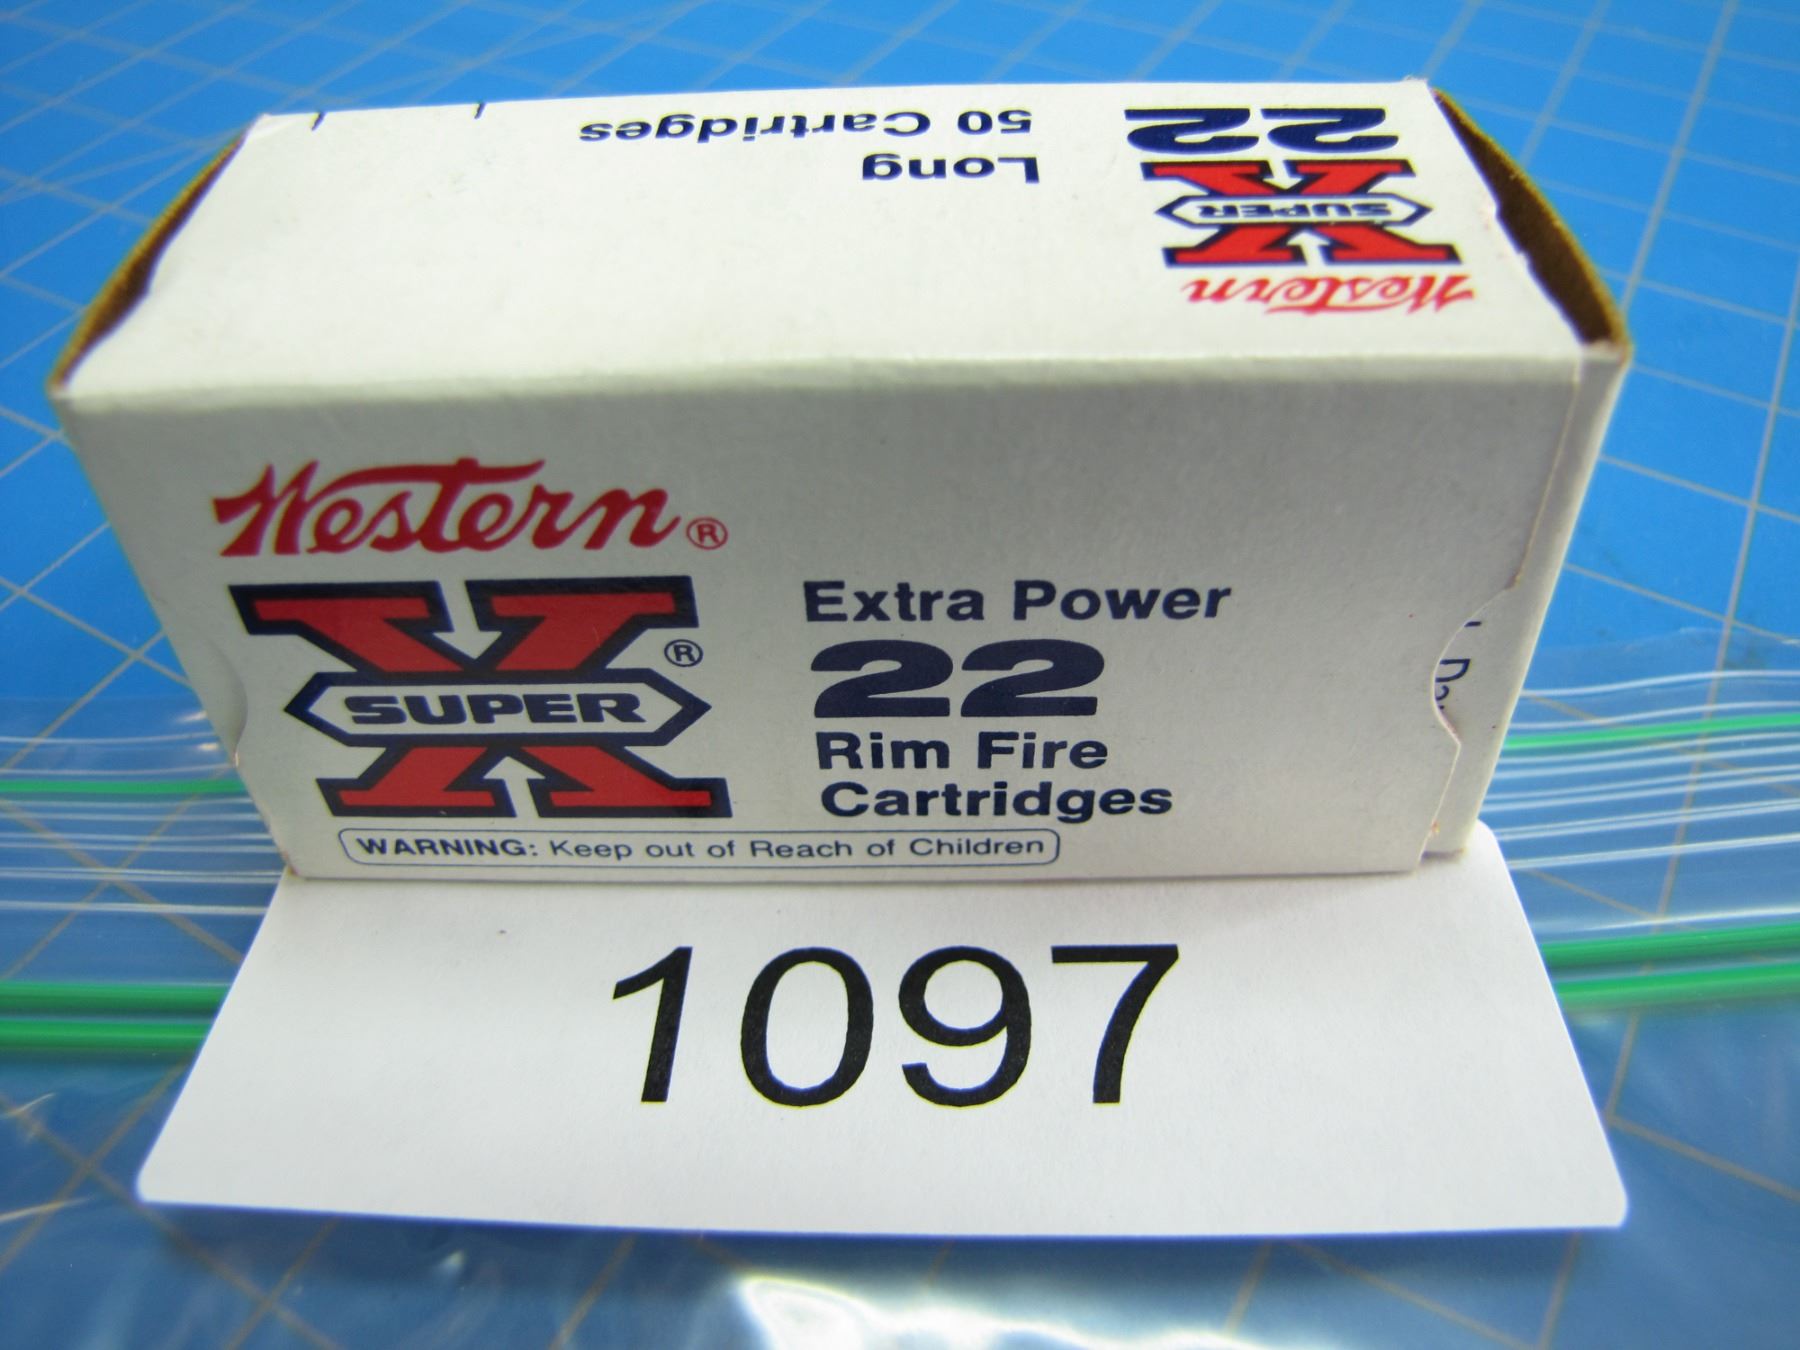 50 Cartridges
Long
22
SUPER X
Western
Western®
SUPER X®
Extra Power
22
Rim Fire
Cartridges
WARNING: Keep out of Reach of Children
1097